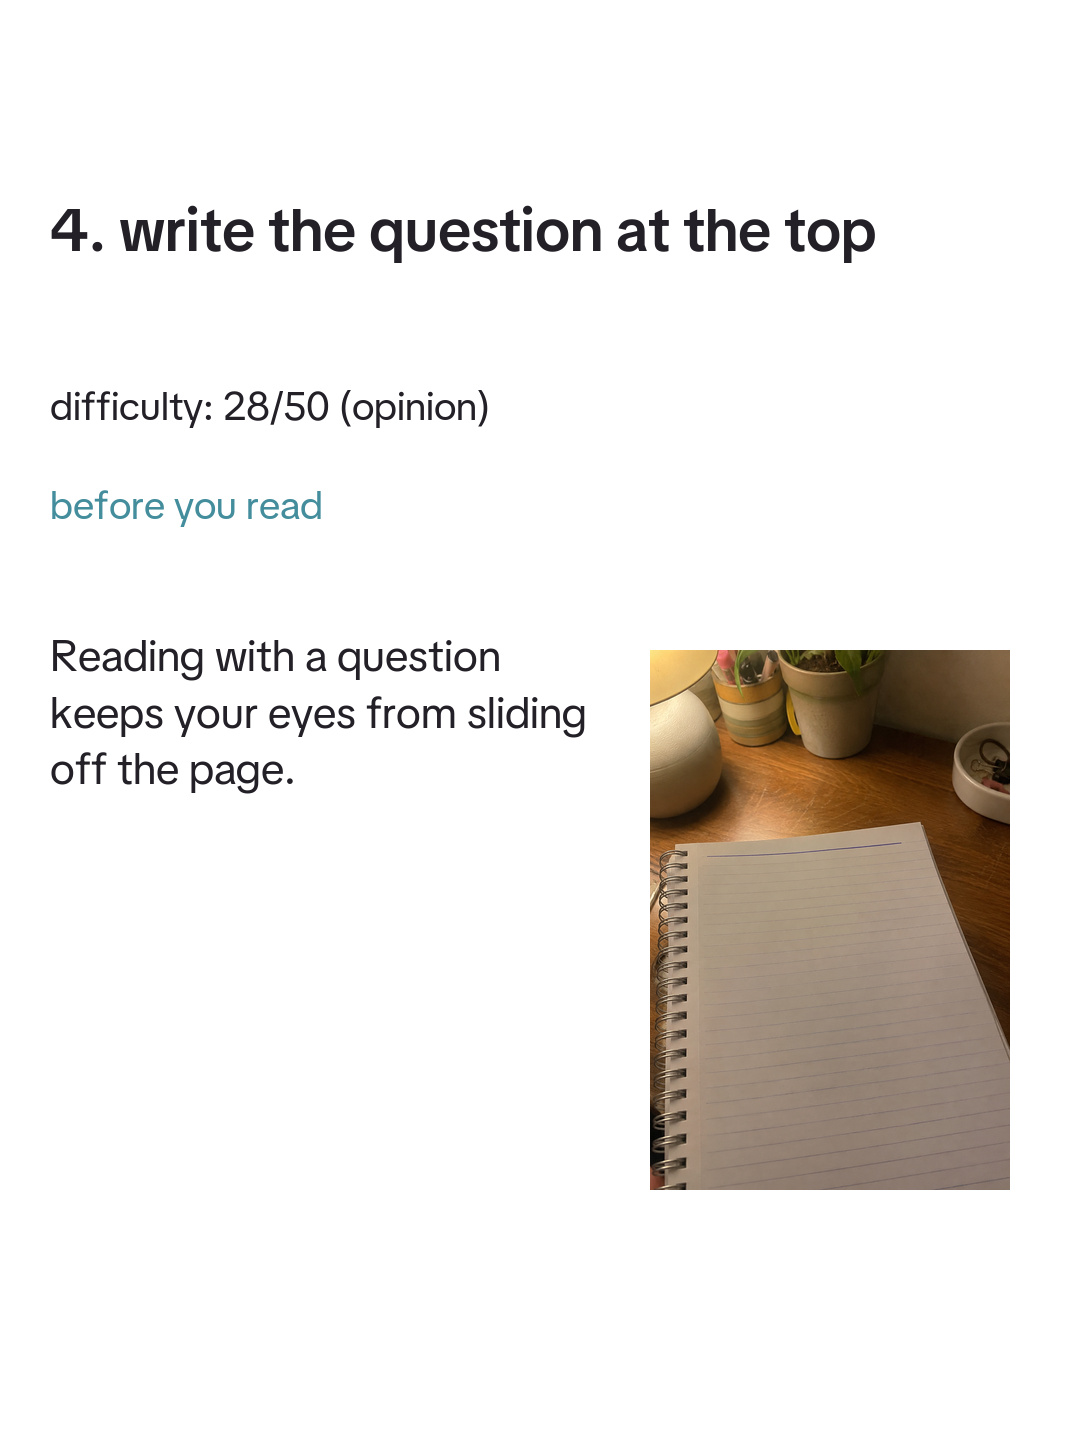 4. write the question at the top
difficulty: 28/50 (opinion)
before you read
Reading with a question
keeps your eyes from sliding
off the page.